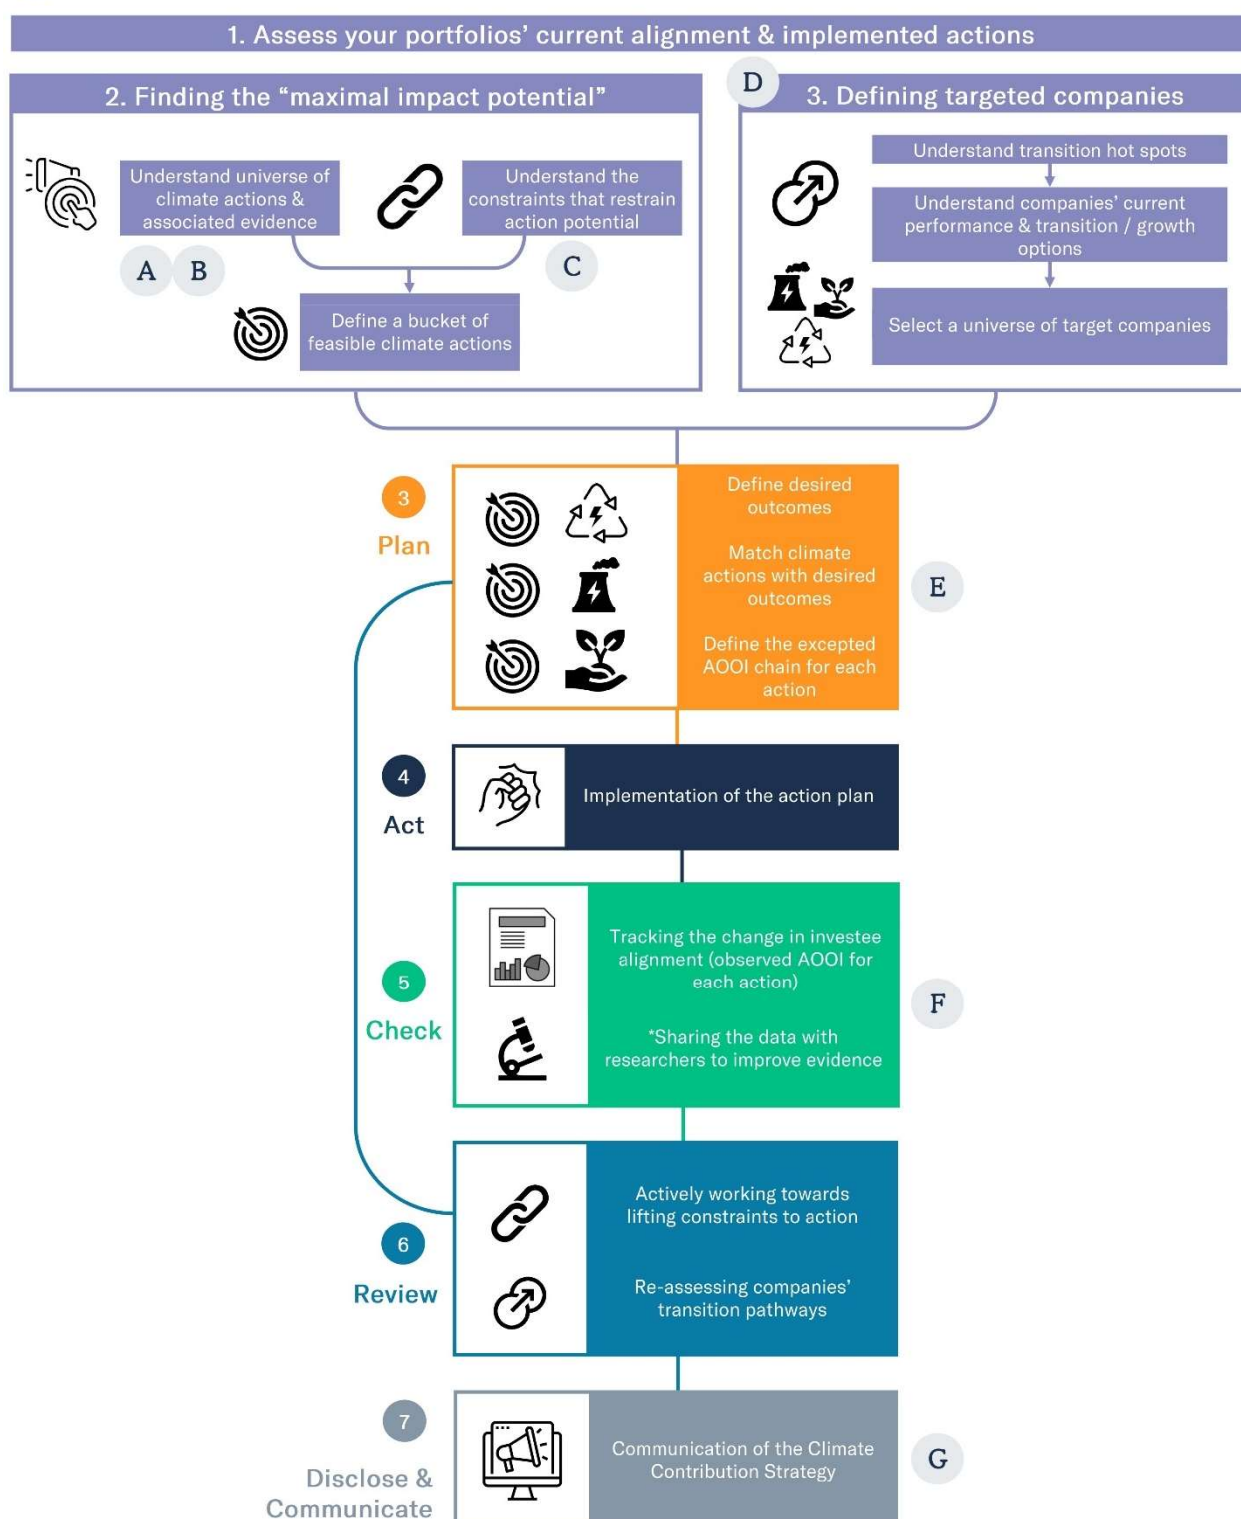 1. Assess your portfolios' current alignment & implemented actions
2. Finding the “maximal impact potential”
Understand universe of
climate actions &
associated evidence
A
B
Understand the
constraints that restrain
action potential
C
Define a bucket of
feasible climate actions
D
3. Defining targeted companies
Understand transition hot spots
Understand companies' current
performance & transition / growth
options
Select a universe of target companies
3
Plan
Define desired
outcomes
Match climate
actions with desired
outcomes
Define the excepted
AOOI chain for each
action
E
4
Act
Implementation of the action plan
5
Check
Tracking the change in investee
alignment (observed AOOI for
each action)
*Sharing the data with
researchers to improve evidence
F
6
Review
Actively working towards
lifting constraints to action
Re-assessing companies'
transition pathways
7
Disclose &
Communicate
Communication of the Climate
Contribution Strategy
G